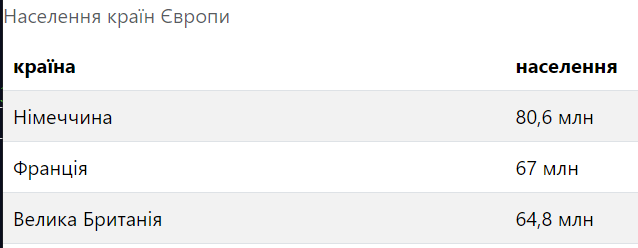 Населення країн Європи
країна населення
Німеччина 80,6 млн
Франція 67 млн
Велика Британія 64,8 млн